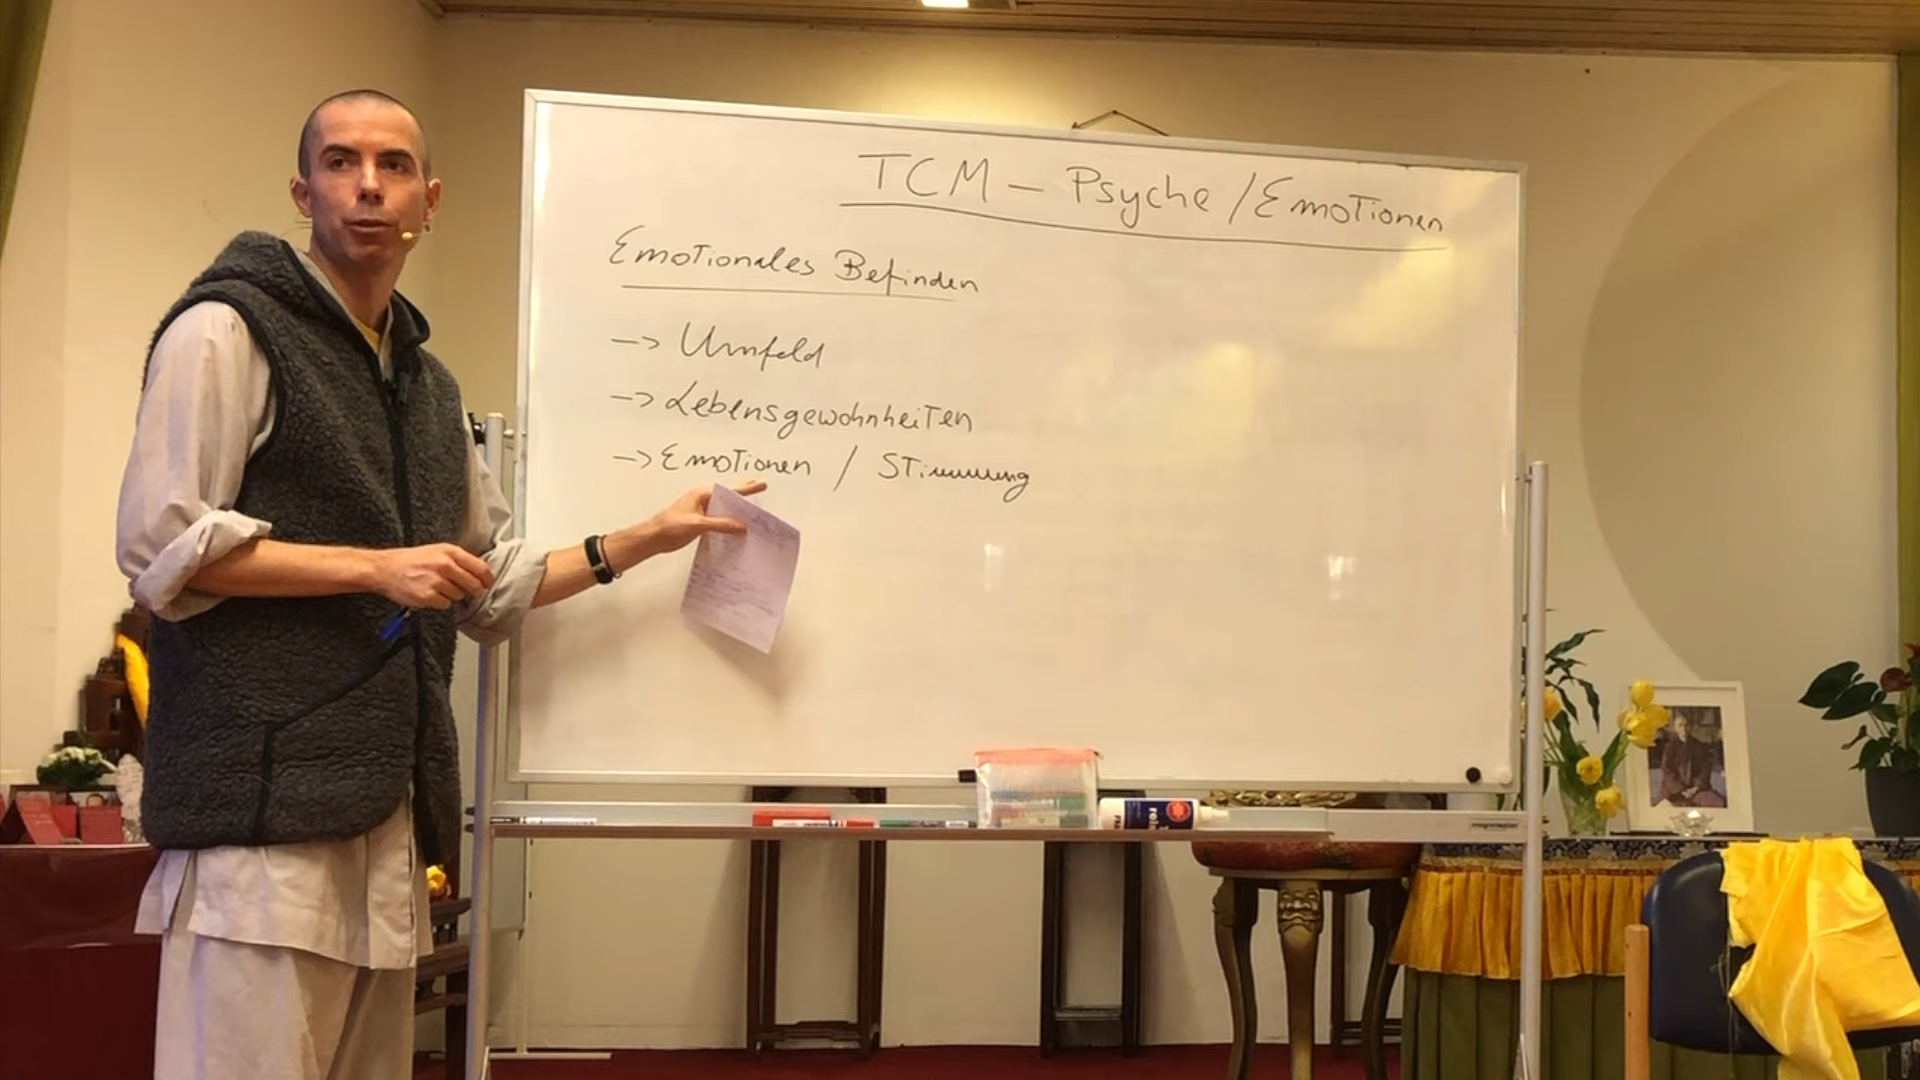 TCM – Psyche / Emotionen
Emotionales Befinden
-> Umfeld
-> Lebensgewohnheiten
-> Emotionen / Stimmung